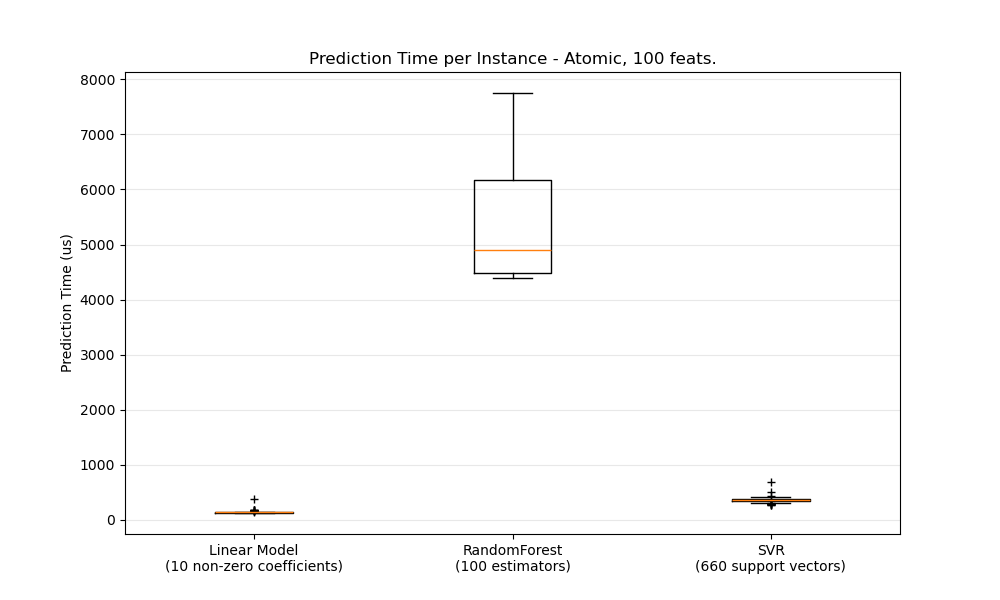 Prediction Time per Instance - Atomic, 100 feats.
Prediction Time (us)
8000
7000
6000
5000
4000
3000
2000
1000
0
Linear Model
(10 non-zero coefficients)
RandomForest
(100 estimators)
SVR
(660 support vectors)